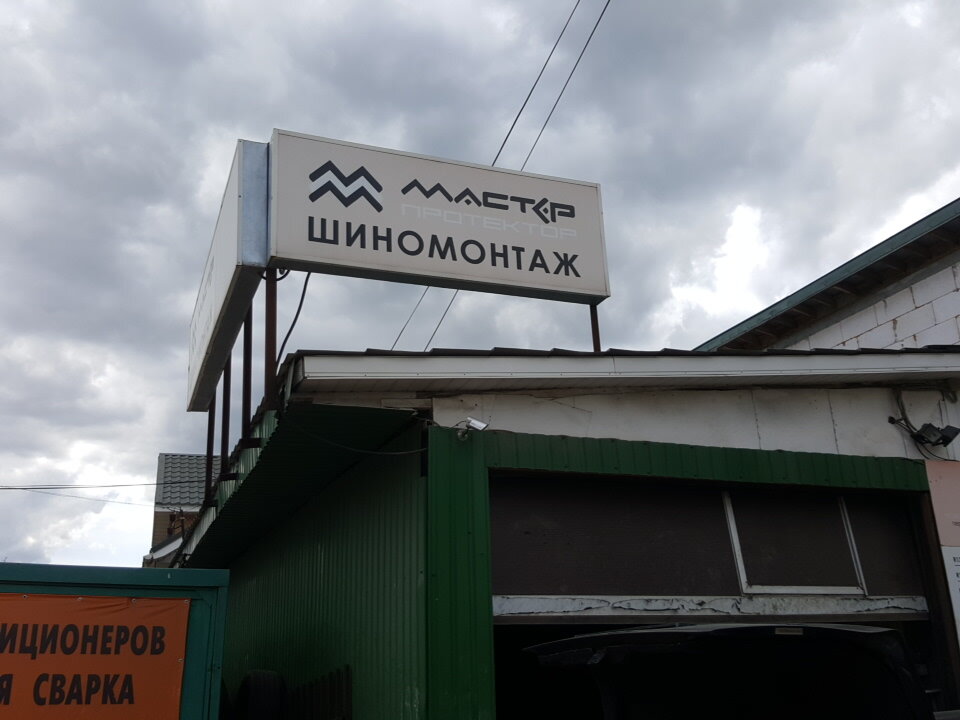 МАСТЕР
ПРОТЕКТОР
ШИНОМОНТАЖ
ИЦИОНЕРОВ
Я СВАРКА